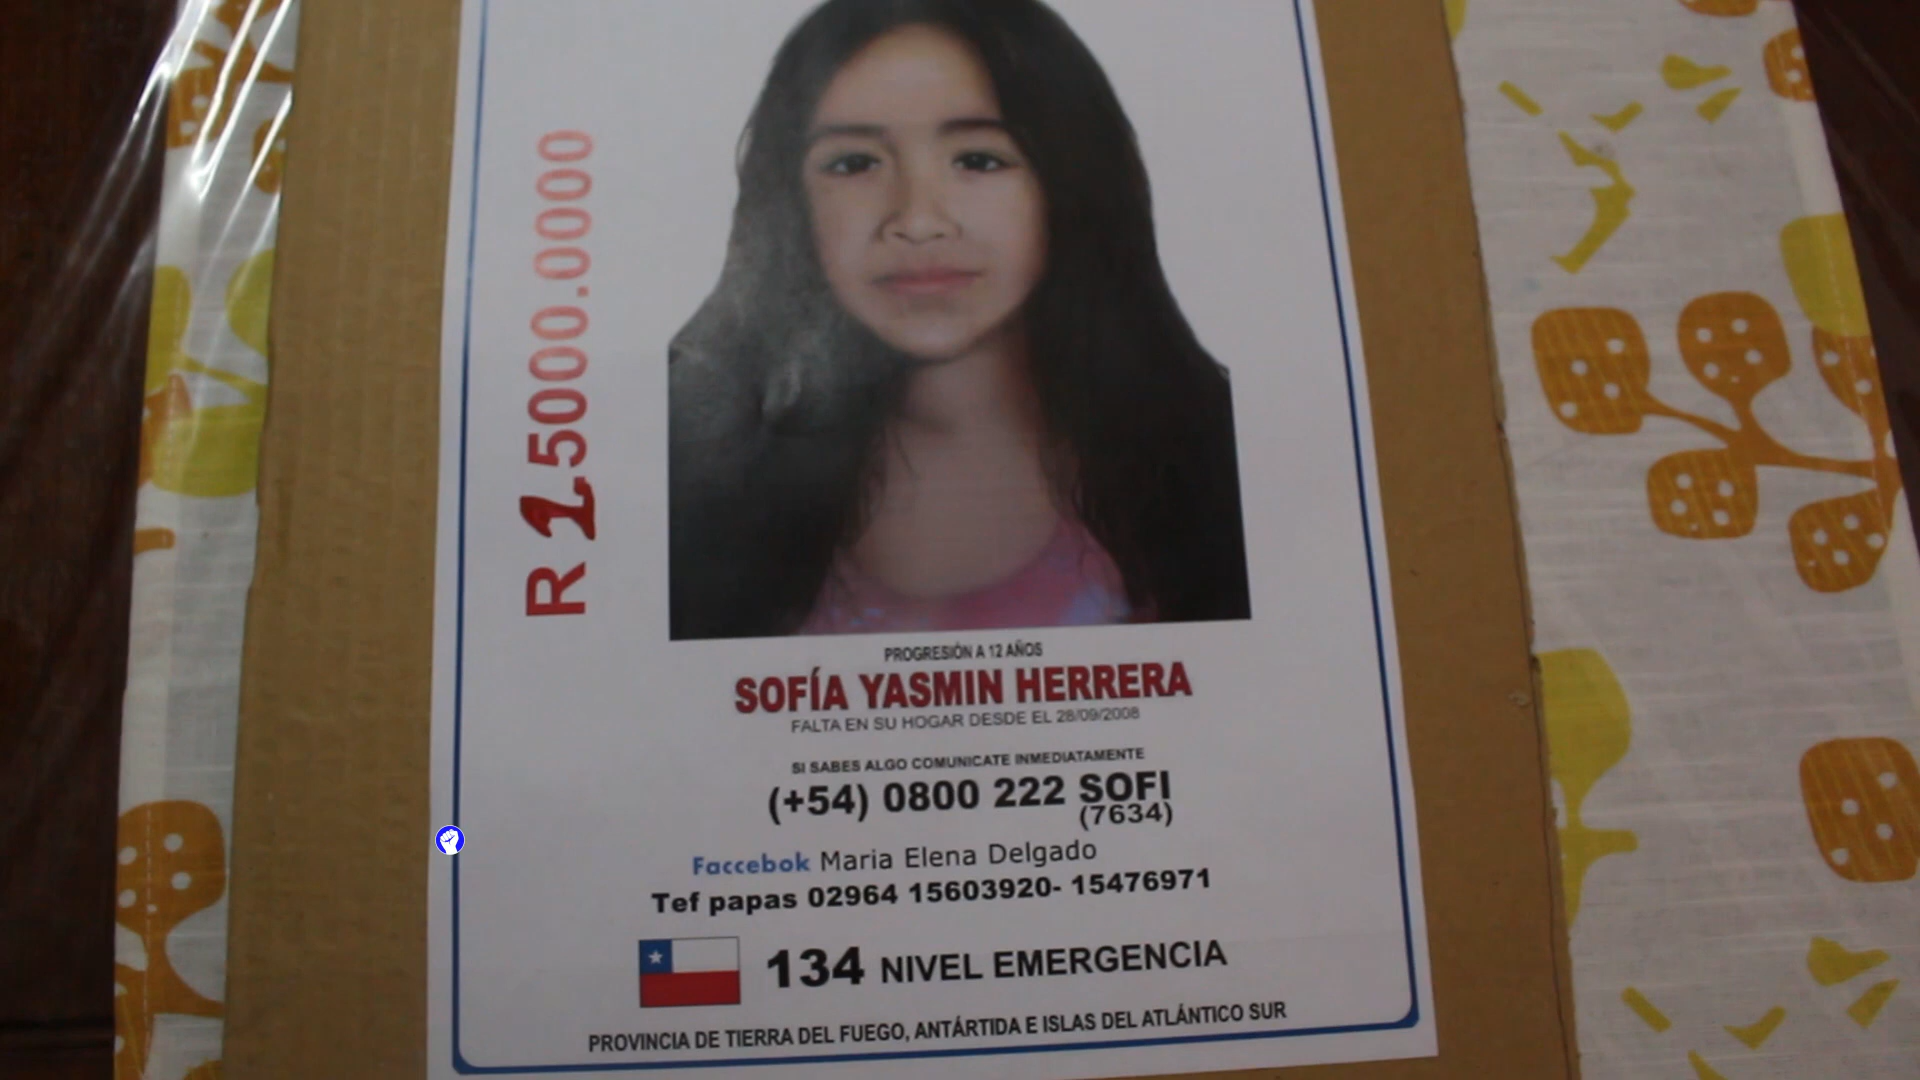 R 2.5000.0000
PROGRESIÓN A 12 AÑOS
SOFÍA YASMIN HERRERA
FALTA EN SU HOGAR DESDE EL 28/09/2008
SI SABES ALGO COMUNICATE INMEDIATAMENTE
(+54) 0800 222 SOFI
(7634)
Faccebok Maria Elena Delgado
Tef papas 02964 15603920- 15476971
134 NIVEL EMERGENCIA
PROVINCIA DE TIERRA DEL FUEGO, ANTÁRTIDA E ISLAS DEL ATLÁNTICO SUR